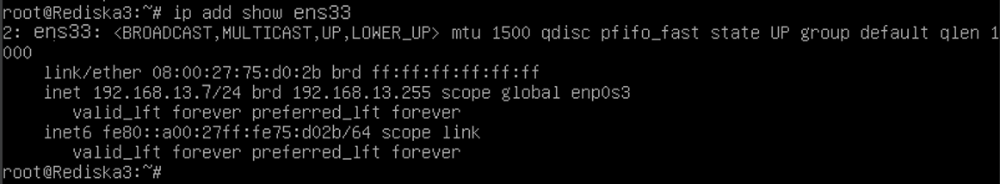 root@Rediska3:~# ip add show ens33
2: ens33: <BROADCAST,MULTICAST,UP,LOWER_UP> mtu 1500 qdisc pfifo_fast state UP group default qlen 1
000
    link/ether 08:00:27:75:d0:2b brd ff:ff:ff:ff:ff:ff
    inet 192.168.13.7/24 brd 192.168.13.255 scope global enp0s3
       valid_lft forever preferred_lft forever
    inet6 fe80::a00:27ff:fe75:d02b/64 scope link
       valid_lft forever preferred_lft forever
root@Rediska3:~#